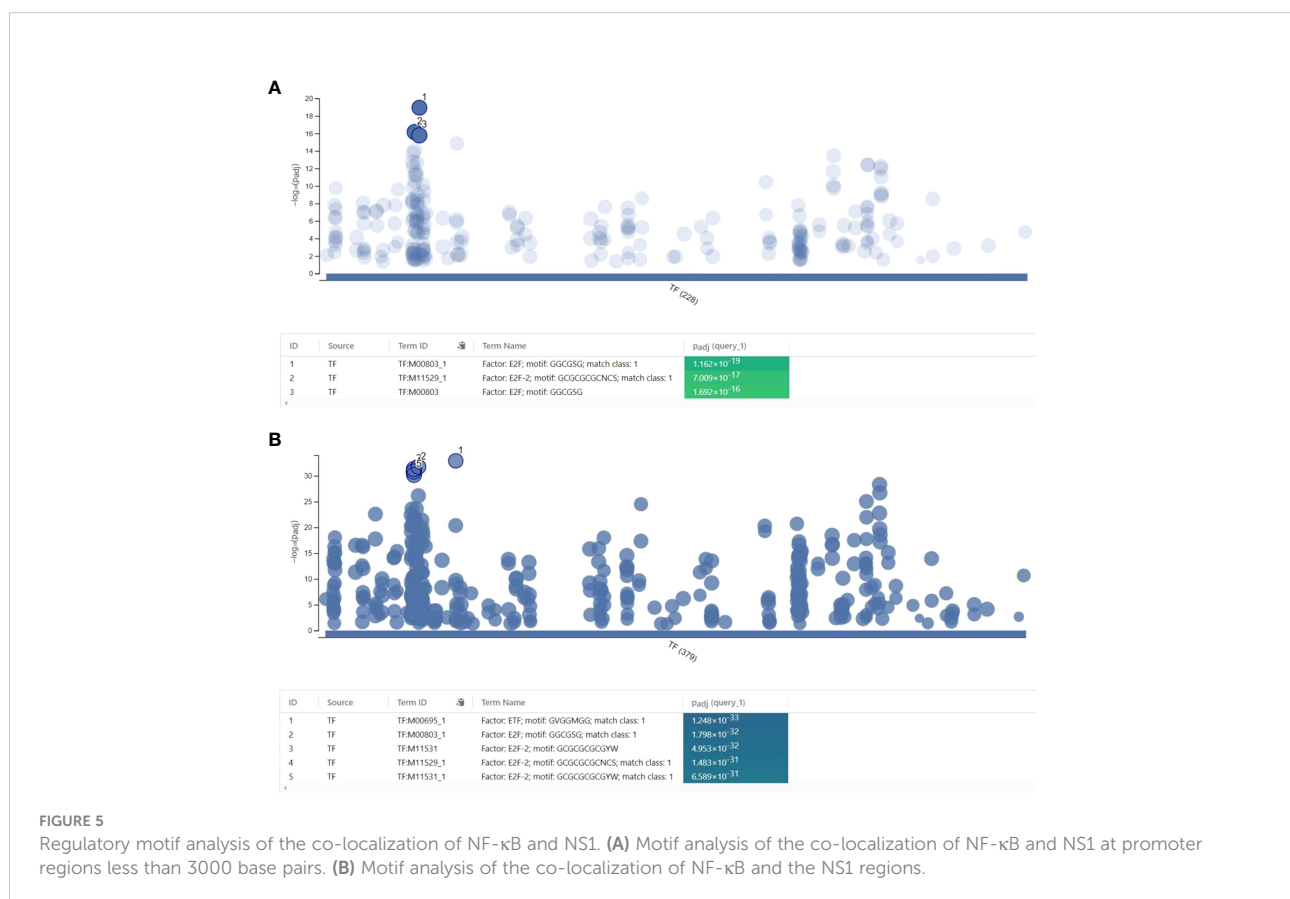 A
20
18
16
14
12
10
8
6
4
2
0
−log10(padj)
1
2
3
TF (228)
ID Source Term ID Term Name Padj (query_1)
1 TF TF:M00803_1 Factor: E2F; motif: GGCGSG; match class: 1 1.162×10−19
2 TF TF:M11529_1 Factor: E2F-2; motif: GCGCGCGCNCS; match class: 1 7.009×10−17
3 TF TF:M00803 Factor: E2F; motif: GGCGSG 1.692×10−16
B
30
25
20
15
10
5
0
−log10(padj)
1
2
TF (379)
ID Source Term ID Term Name Padj (query_1)
1 TF TF:M00695_1 Factor: ETF; motif: GVGGMGG; match class: 1 1.248×10−33
2 TF TF:M00803_1 Factor: E2F; motif: GGCGSG; match class: 1 1.798×10−32
3 TF TF:M11531 Factor: E2F-2; motif: GCGCGCGCGYW 4.953×10−32
4 TF TF:M11529_1 Factor: E2F-2; motif: GCGCGCGCNCS; match class: 1 1.483×10−31
5 TF TF:M11531_1 Factor: E2F-2; motif: GCGCGCGCGYW; match class: 1 6.589×10−31
FIGURE 5
Regulatory motif analysis of the co-localization of NF-κB and NS1. (A) Motif analysis of the co-localization of NF-κB and NS1 at promoter
regions less than 3000 base pairs. (B) Motif analysis of the co-localization of NF-κB and the NS1 regions.